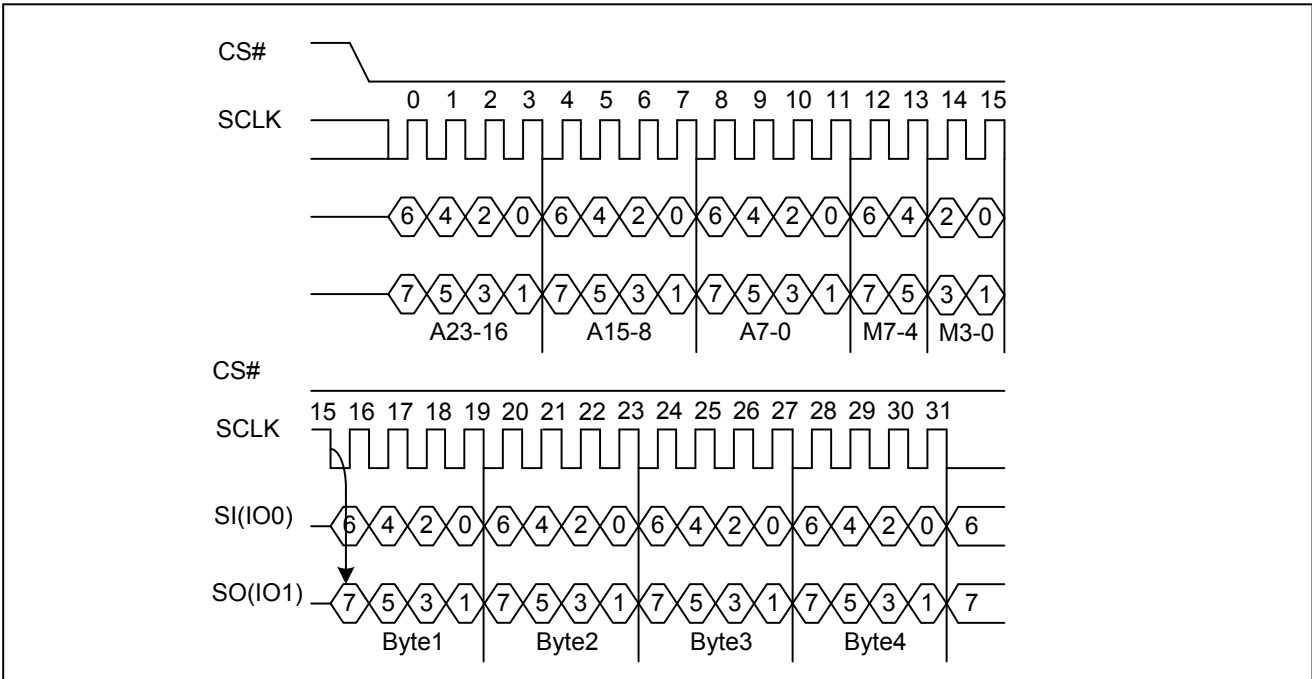 CS#
0 1 2 3 4 5 6 7 8 9 10 11 12 13 14 15
SCLK
6 4 2 0 6 4 2 0 6 4 2 0 6 4 2 0
7 5 3 1 7 5 3 1 7 5 3 1 7 5 3 1
A23-16 A15-8 A7-0 M7-4 M3-0
CS#
15 16 17 18 19 20 21 22 23 24 25 26 27 28 29 30 31
SCLK
SI(IO0) 6 4 2 0 6 4 2 0 6 4 2 0 6 4 2 0 6
SO(IO1) 7 5 3 1 7 5 3 1 7 5 3 1 7 5 3 1 7
Byte1 Byte2 Byte3 Byte4